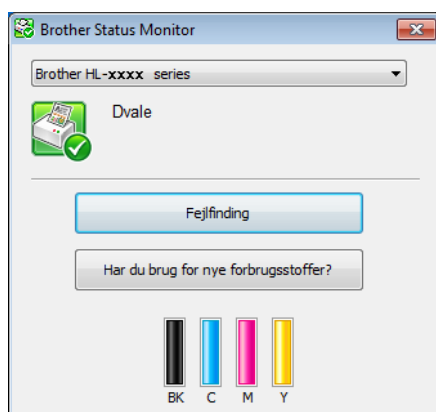 Brother Status Monitor
Brother HL-xxxx series
Dvale
Fejlfinding
Har du brug for nye forbrugsstoffer?
BK C M Y